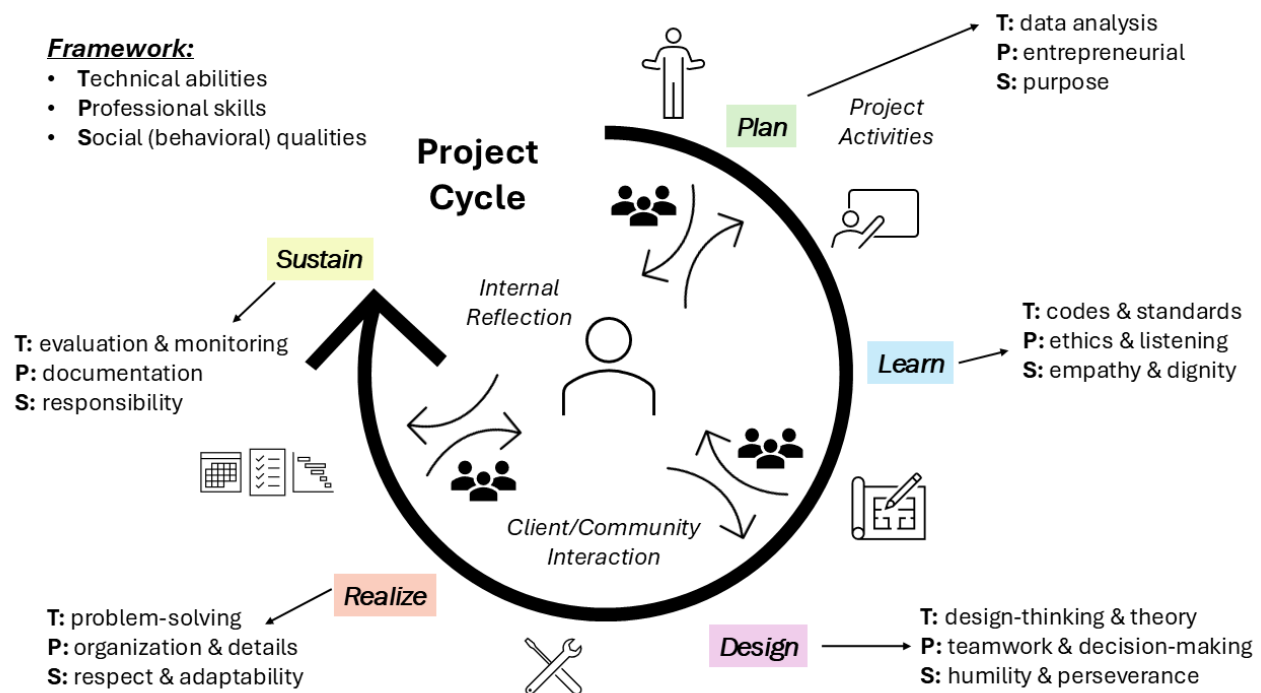 Framework:
• Technical abilities
• Professional skills
• Social (behavioral) qualities
Project
Cycle
Plan
T: data analysis
P: entrepreneurial
S: purpose
Project
Activities
Learn
T: codes & standards
P: ethics & listening
S: empathy & dignity
Design
T: design-thinking & theory
P: teamwork & decision-making
S: humility & perseverance
Realize
T: problem-solving
P: organization & details
S: respect & adaptability
Sustain
T: evaluation & monitoring
P: documentation
S: responsibility
Internal
Reflection
Client/Community
Interaction